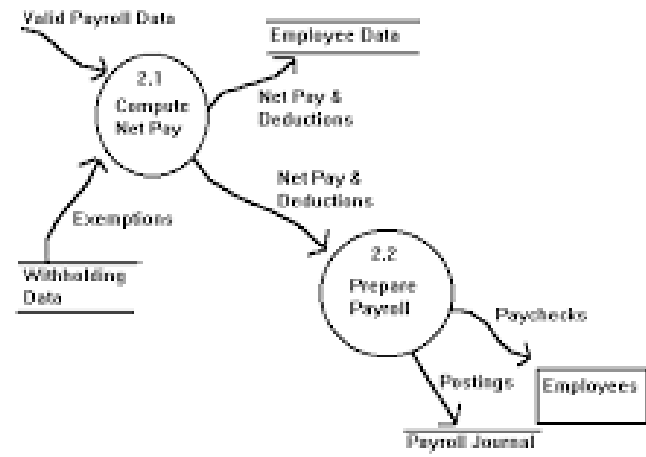 Valid Payroll Data
Employee Data
2.1
Compute
Net Pay
Net Pay &
Deductions
Net Pay &
Deductions
Exemptions
2.2
Withholding
Data
Prepare
Payroll
Paychecks
Postings
Employees
Payroll Journal